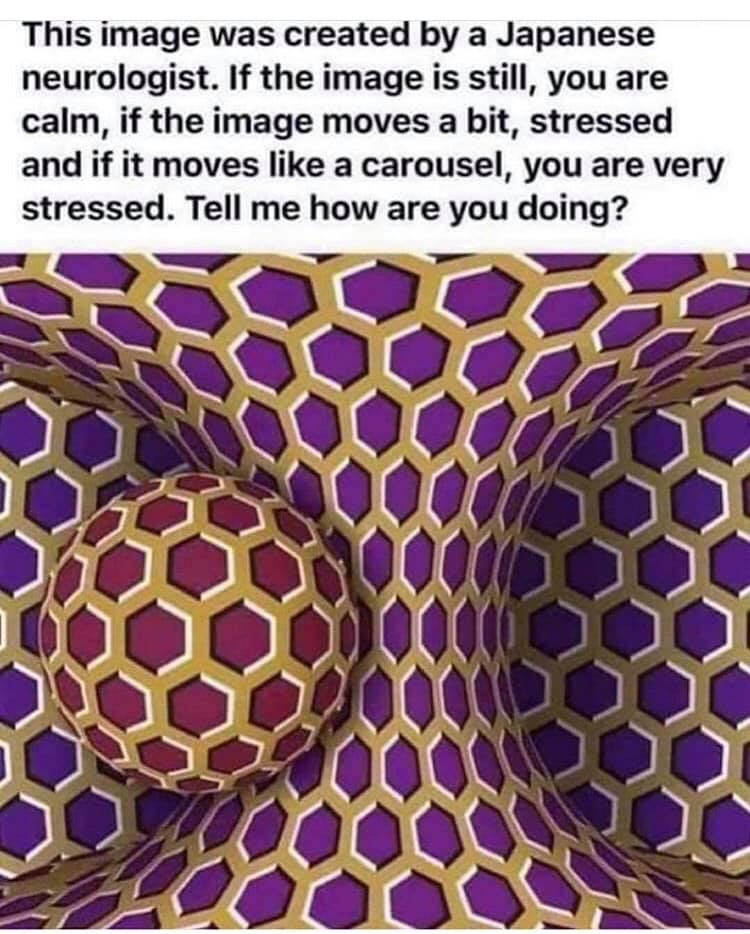 This image was created by a Japanese
neurologist. If the image is still, you are
calm, if the image moves a bit, stressed
and if it moves like a carousel, you are very
stressed. Tell me how are you doing?